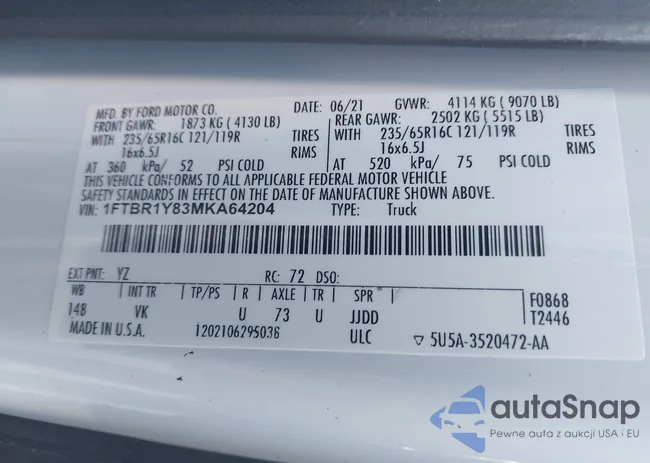 MFD. BY FORD MOTOR CO. DATE: 06/21 GVWR: 4114 KG ( 9070 LB)
FRONT GAWR: 1873 KG ( 4130 LB) REAR GAWR: 2502 KG ( 5515 LB)
WITH 235/65R16C 121/119R TIRES WITH 235/65R16C 121/119R TIRES
16x6.5J RIMS 16x6.5J RIMS
AT 360 kPa/ 52 PSI COLD AT 520 kPa/ 75 PSI COLD
THIS VEHICLE CONFORMS TO ALL APPLICABLE FEDERAL MOTOR VEHICLE
SAFETY STANDARDS IN EFFECT ON THE DATE OF MANUFACTURE SHOWN ABOVE.
VIN: 1FTBR1Y83MKA64204 TYPE: Truck
EXT PNT: YZ RC: 72 DSO:
WB INT TR TP/PS R AXLE TR SPR F0868
148 VK U 73 U JJDD T2446
MADE IN U.S.A. 1202106295036 ULC ▽ 5U5A-3520472-AA
autaSnap
Pewne auta z aukcji USA i EU